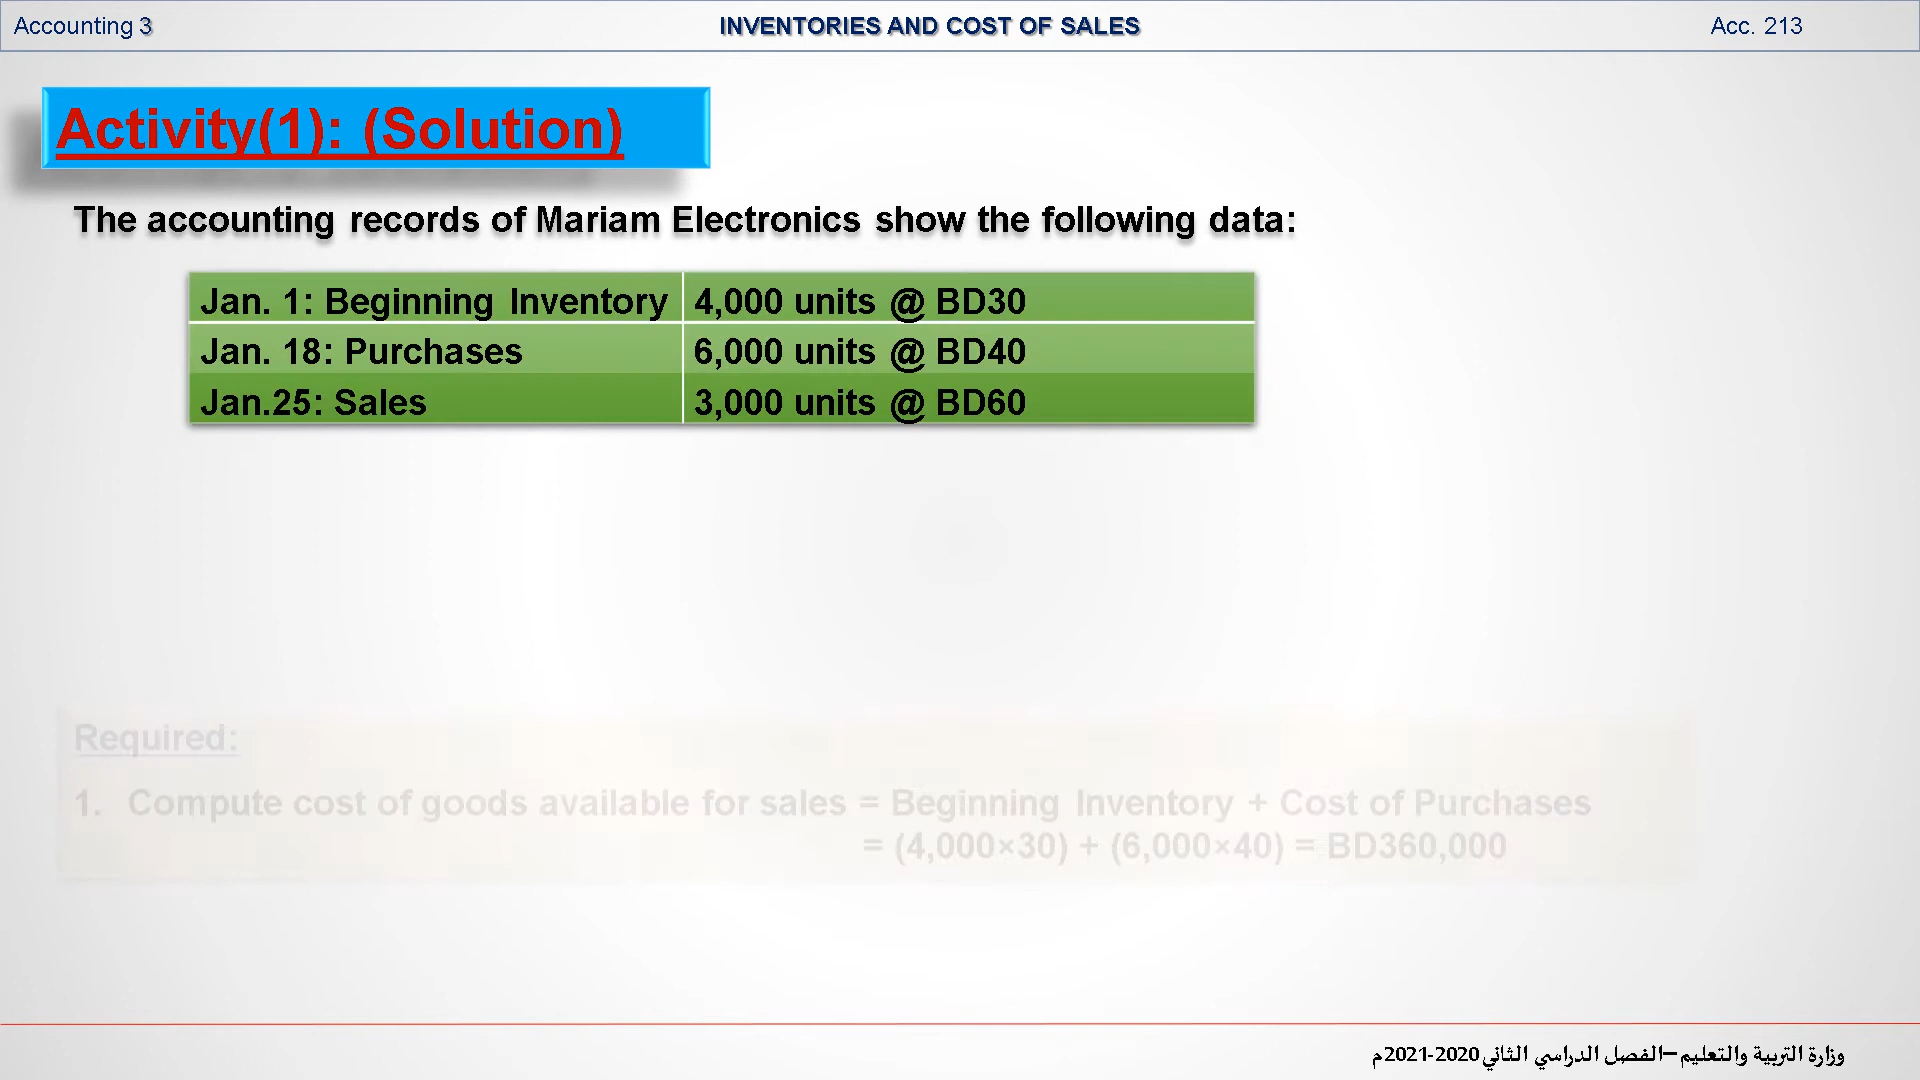 Accounting 3
INVENTORIES AND COST OF SALES
Acc. 213
Activity(1): (Solution)
The accounting records of Mariam Electronics show the following data:
Jan. 1: Beginning Inventory 4,000 units @ BD30
Jan. 18: Purchases 6,000 units @ BD40
Jan.25: Sales 3,000 units @ BD60
Required:
1. Compute cost of goods available for sales = Beginning Inventory + Cost of Purchases
= (4,000×30) + (6,000×40) = BD360,000
وزارة التربية والتعليم –الفصل الدراسي الثاني 2020-2021م